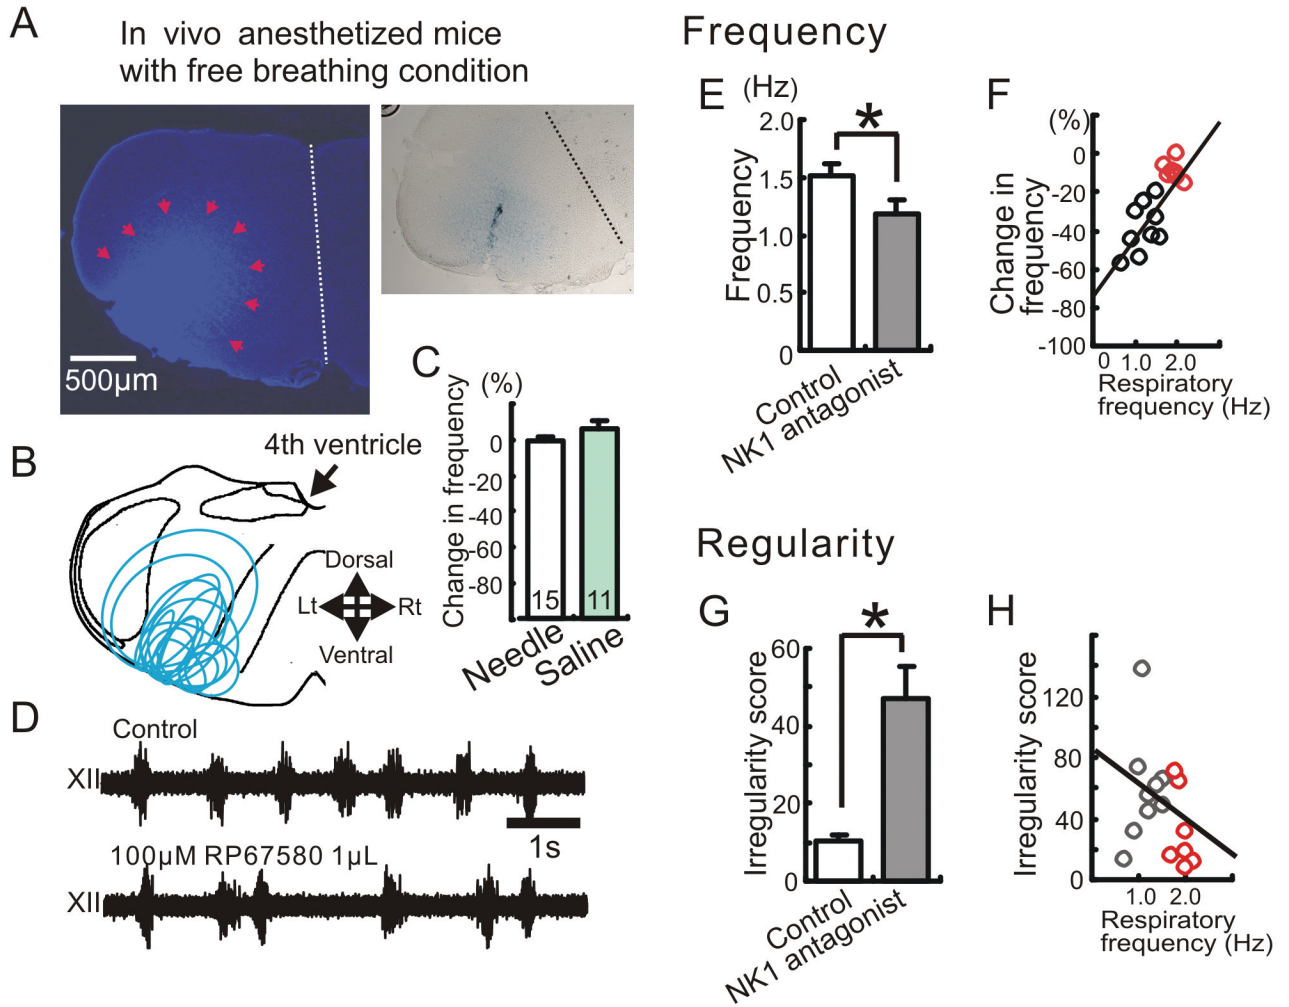 A
In vivo anesthetized mice
with free breathing condition
500µm
B
4th ventricle
Dorsal
Lt
Rt
Ventral
C
(%)
Change in frequency
0
-20
-40
-60
-80
15
11
Needle
Saline
D
Control
XII
1s
100µM RP67580 1µL
XII
Frequency
E
(Hz)
Frequency
2.0
1.5
1.0
0.5
0
*
Control
NK1 antagonist
F
(%)
Change in
frequency
0
-20
-40
-60
-80
-100
0 1.0 2.0
Respiratory
frequency (Hz)
Regularity
G
Irregularity score
60
40
20
0
*
Control
NK1 antagonist
H
Irregularity score
120
80
40
0
1.0 2.0
Respiratory
frequency (Hz)